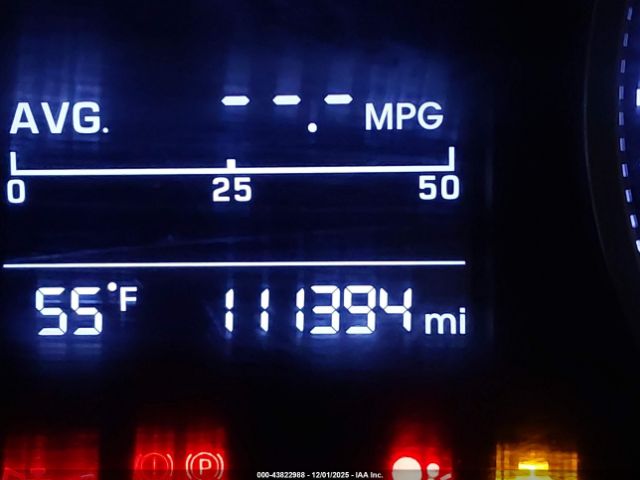 AVG. --.- MPG
0 25 50
55°F 111394 mi
(!) (P)
000-43822988 - 12/01/2025 - IAA Inc.